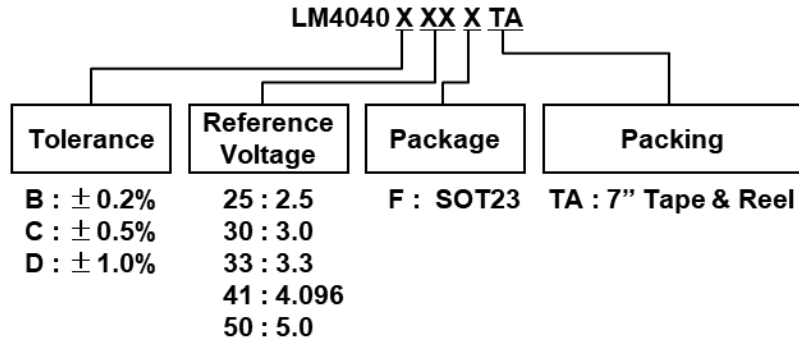 LM4040 X XX X TA
Tolerance
B : ± 0.2%
C : ± 0.5%
D : ± 1.0%
Reference
Voltage
25 : 2.5
30 : 3.0
33 : 3.3
41 : 4.096
50 : 5.0
Package
F : SOT23
Packing
TA : 7” Tape & Reel